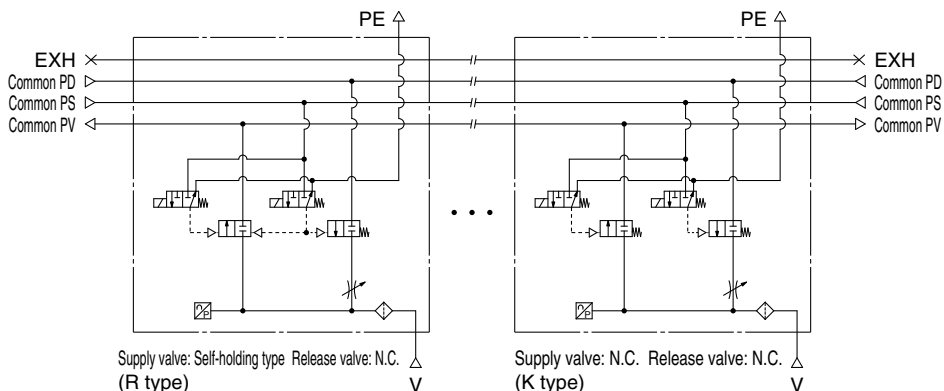 PE PE
EXH EXH
Common PD Common PD
Common PS Common PS
Common PV Common PV
P P
Supply valve: Self-holding type Release valve: N.C. Supply valve: N.C. Release valve: N.C.
(R type) V (K type) V